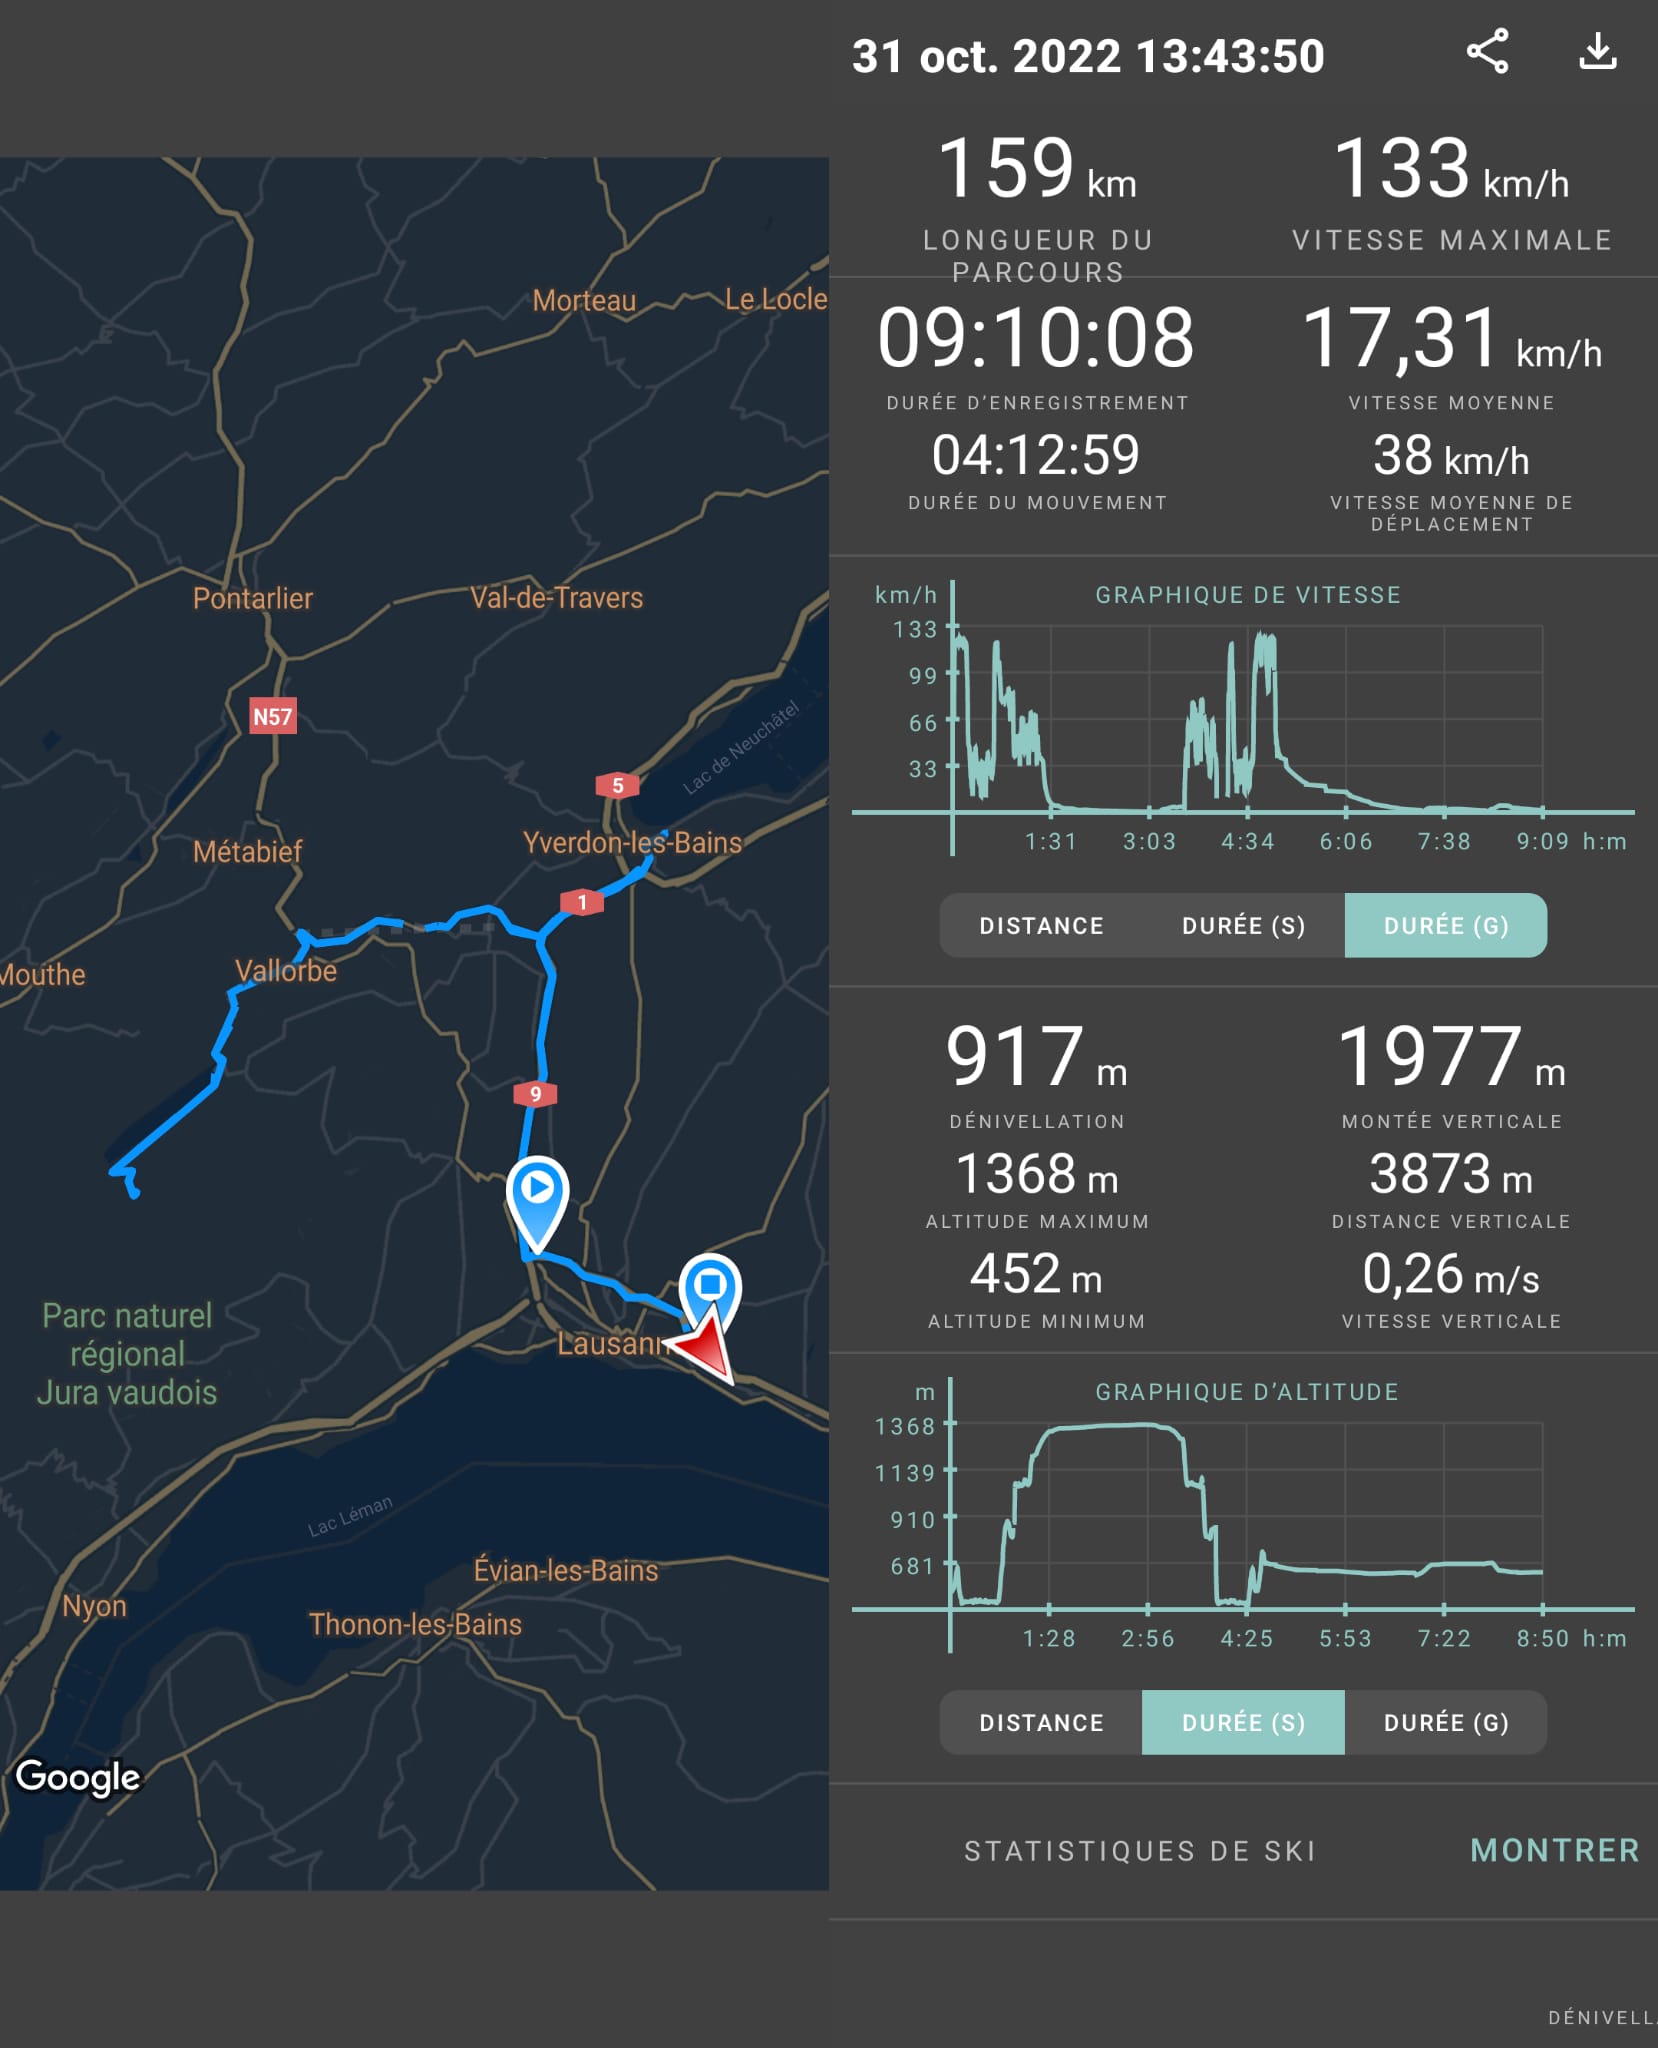 Morteau
Le Locle
Pontarlier
Val-de-Travers
N57
Lac de Neuchâtel
5
Yverdon-les-Bains
Métabief
1
Vallorbe
Mouthe
9
Parc naturel
régional
Jura vaudois
Lausann
Lac Léman
Évian-les-Bains
Nyon
Thonon-les-Bains
Google
31 oct. 2022 13:43:50
159 km
133 km/h
LONGUEUR DU
PARCOURS
VITESSE MAXIMALE
09:10:08
17,31 km/h
DURÉE D'ENREGISTREMENT
VITESSE MOYENNE
04:12:59
38 km/h
DURÉE DU MOUVEMENT
VITESSE MOYENNE DE
DÉPLACEMENT
km/h
GRAPHIQUE DE VITESSE
133
99
66
33
1:31 3:03 4:34 6:06 7:38 9:09 h:m
DISTANCE DURÉE (S) DURÉE (G)
917 m
1977 m
DÉNIVELLATION
MONTÉE VERTICALE
1368 m
3873 m
ALTITUDE MAXIMUM
DISTANCE VERTICALE
452 m
0,26 m/s
ALTITUDE MINIMUM
VITESSE VERTICALE
m
GRAPHIQUE D'ALTITUDE
1368
1139
910
681
1:28 2:56 4:25 5:53 7:22 8:50 h:m
DISTANCE DURÉE (S) DURÉE (G)
STATISTIQUES DE SKI MONTRER
DÉNIVELL